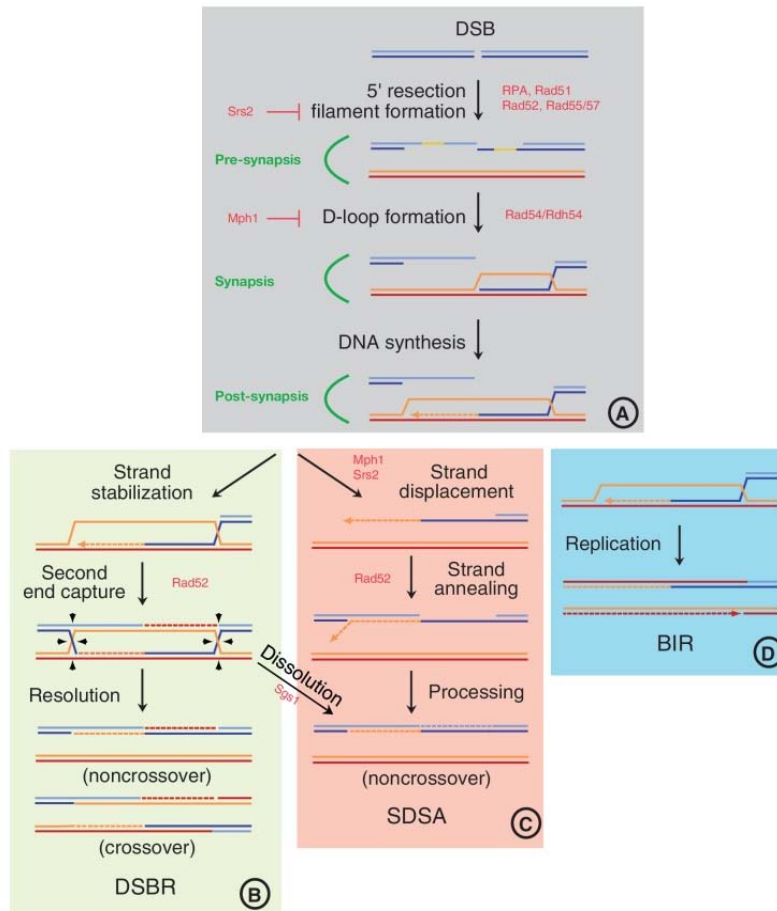 DSB
5' resection
filament formation
RPA, Rad51
Rad52, Rad55/57
Srs2
Pre-synapsis
Mph1
D-loop formation
Rad54/Rdh54
Synapsis
DNA synthesis
Post-synapsis
A
Strand
stabilization
Second
end capture
Rad52
Resolution
(noncrossover)
(crossover)
DSBR
B
Dissolution
Sgs1
Mph1
Srs2
Strand
displacement
Rad52
Strand
annealing
Processing
(noncrossover)
SDSA
C
Replication
BIR
D